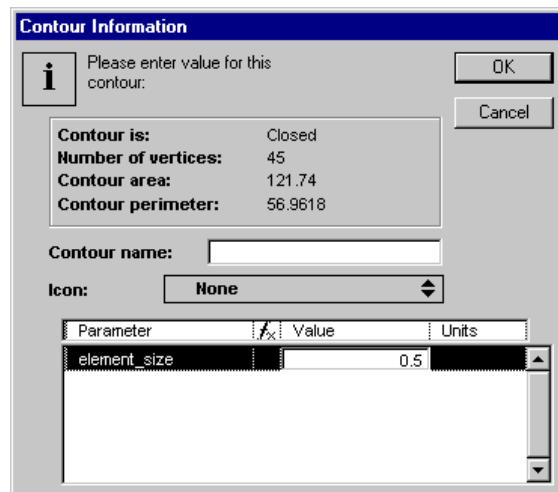 Contour Information
i
Please enter value for this
contour:
OK
Cancel
Contour is: Closed
Number of vertices: 45
Contour area: 121.74
Contour perimeter: 56.9618
Contour name:
Icon: None
Parameter fx Value Units
element_size 0.5